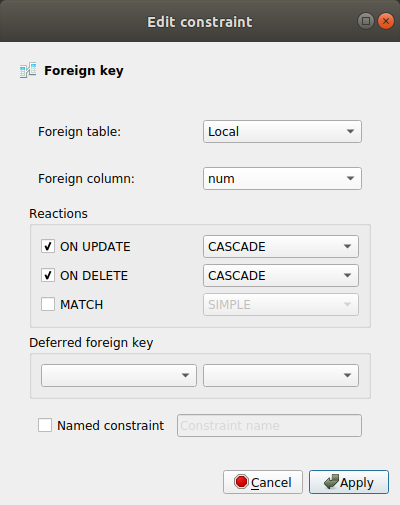 Edit constraint
Foreign key
Foreign table: Local
Foreign column: num
Reactions
ON UPDATE CASCADE
ON DELETE CASCADE
MATCH SIMPLE
Deferred foreign key
Named constraint Constraint name
Cancel Apply